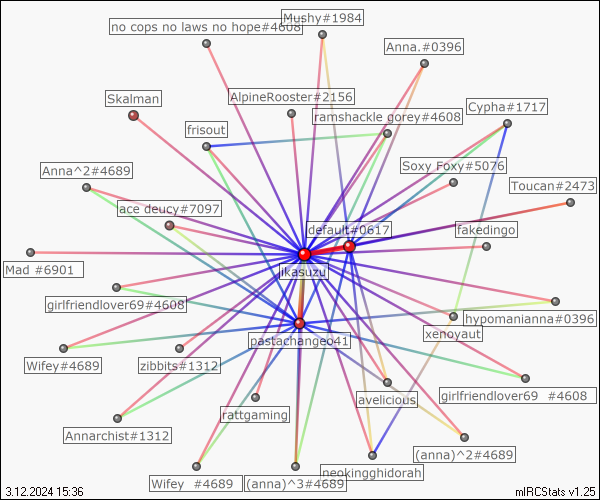 no cops no laws no hope#4608
Mushy#1984
Anna.#0396
Skalman
AlpineRooster#2156
ramshackle gorey#4608
Cypha#1717
frisout
Anna^2#4689
Soxy Foxy#5076
Toucan#2473
ace deucy#7097
default#0617
fakedingo
Mad #6901
jikasuzu
girlfriendlover69#4608
hypomanianna#0396
xenoyaut
pastachangeo41
Wifey#4689
zibbits#1312
avelicious
girlfriendlover69 #4608
rattgaming
Annarchist#1312
(anna)^2#4689
Wifey #4689
(anna)^3#4689
neokingghidorah
3.12.2024 15:36
mIRCStats v1.25